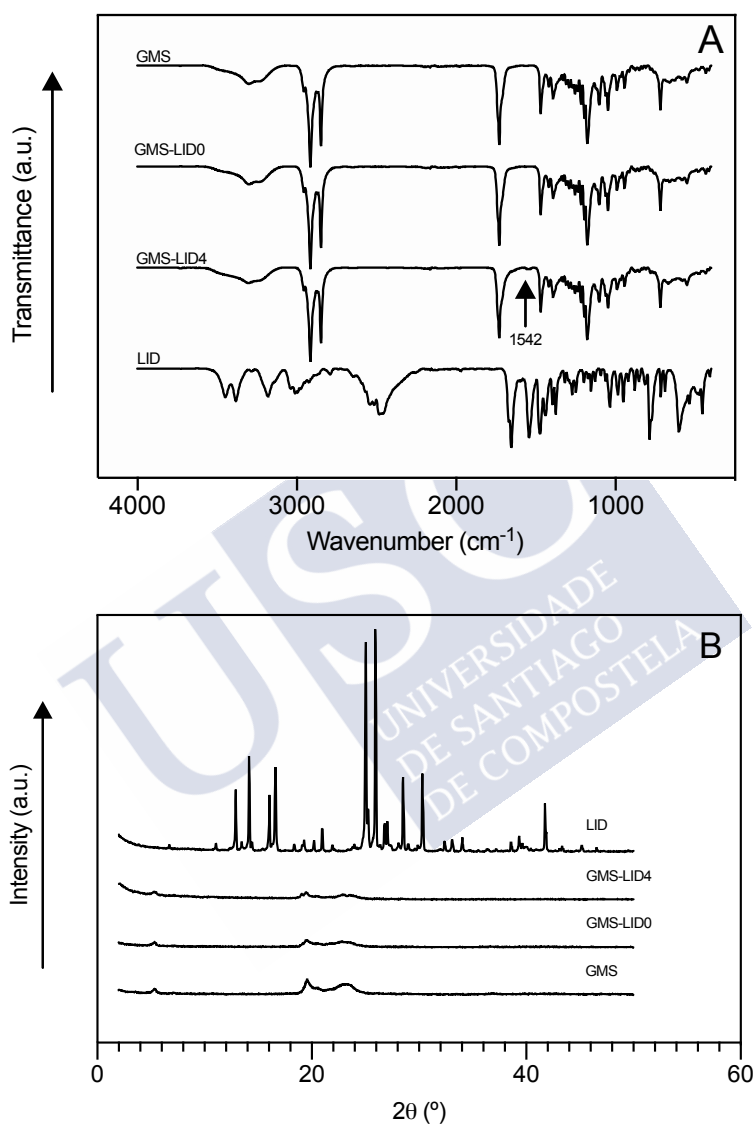 A
GMS
GMS-LID0
GMS-LID4
1542
LID
Transmittance (a.u.)
4000 3000 2000 1000
Wavenumber (cm-1)
USC
UNIVERSIDADE
DE SANTIAGO
DE COMPOSTELA
B
LID
GMS-LID4
GMS-LID0
GMS
Intensity (a.u.)
0 20 40 60
2θ (º)